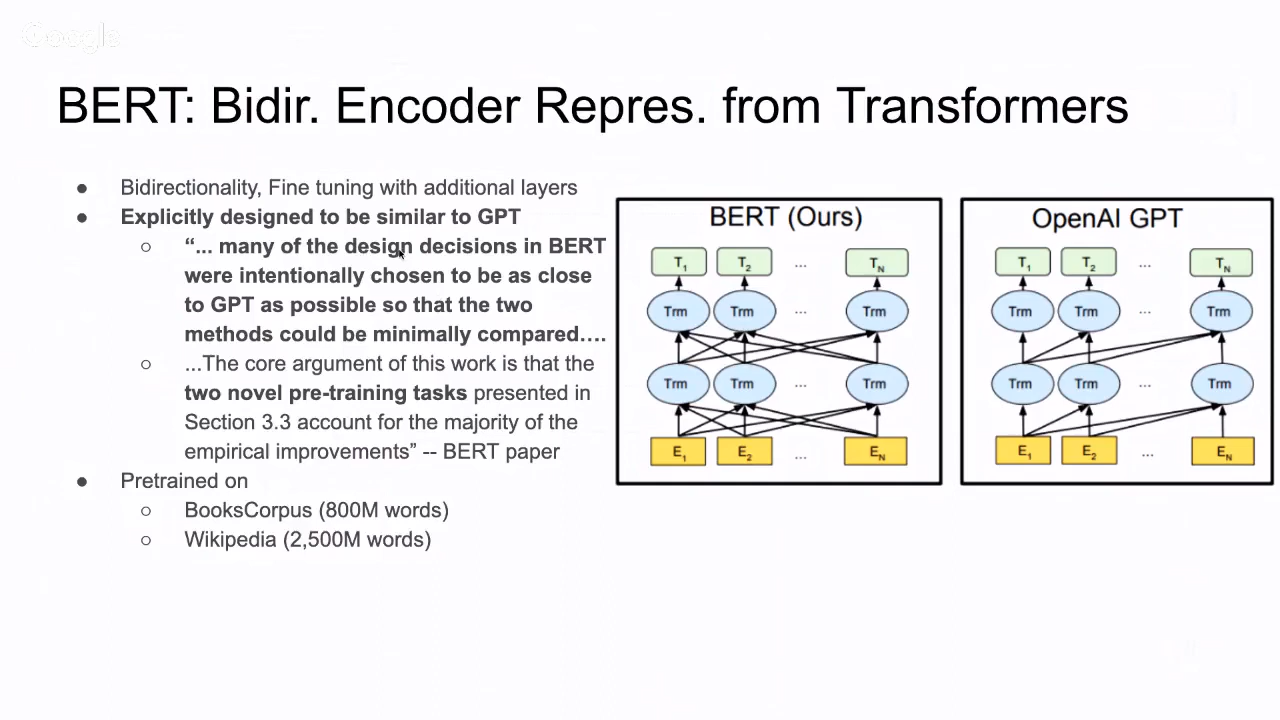 Google
BERT: Bidir. Encoder Repres. from Transformers
● Bidirectionality, Fine tuning with additional layers
● Explicitly designed to be similar to GPT
○ “... many of the design decisions in BERT
were intentionally chosen to be as close
to GPT as possible so that the two
methods could be minimally compared….
○ ...The core argument of this work is that the
two novel pre-training tasks presented in
Section 3.3 account for the majority of the
empirical improvements” -- BERT paper
● Pretrained on
○ BooksCorpus (800M words)
○ Wikipedia (2,500M words)
BERT (Ours)
T1 T2 ... TN
Trm Trm ... Trm
Trm Trm ... Trm
E1 E2 ... EN
OpenAI GPT
T1 T2 ... TN
Trm Trm ... Trm
Trm Trm ... Trm
E1 E2 ... EN